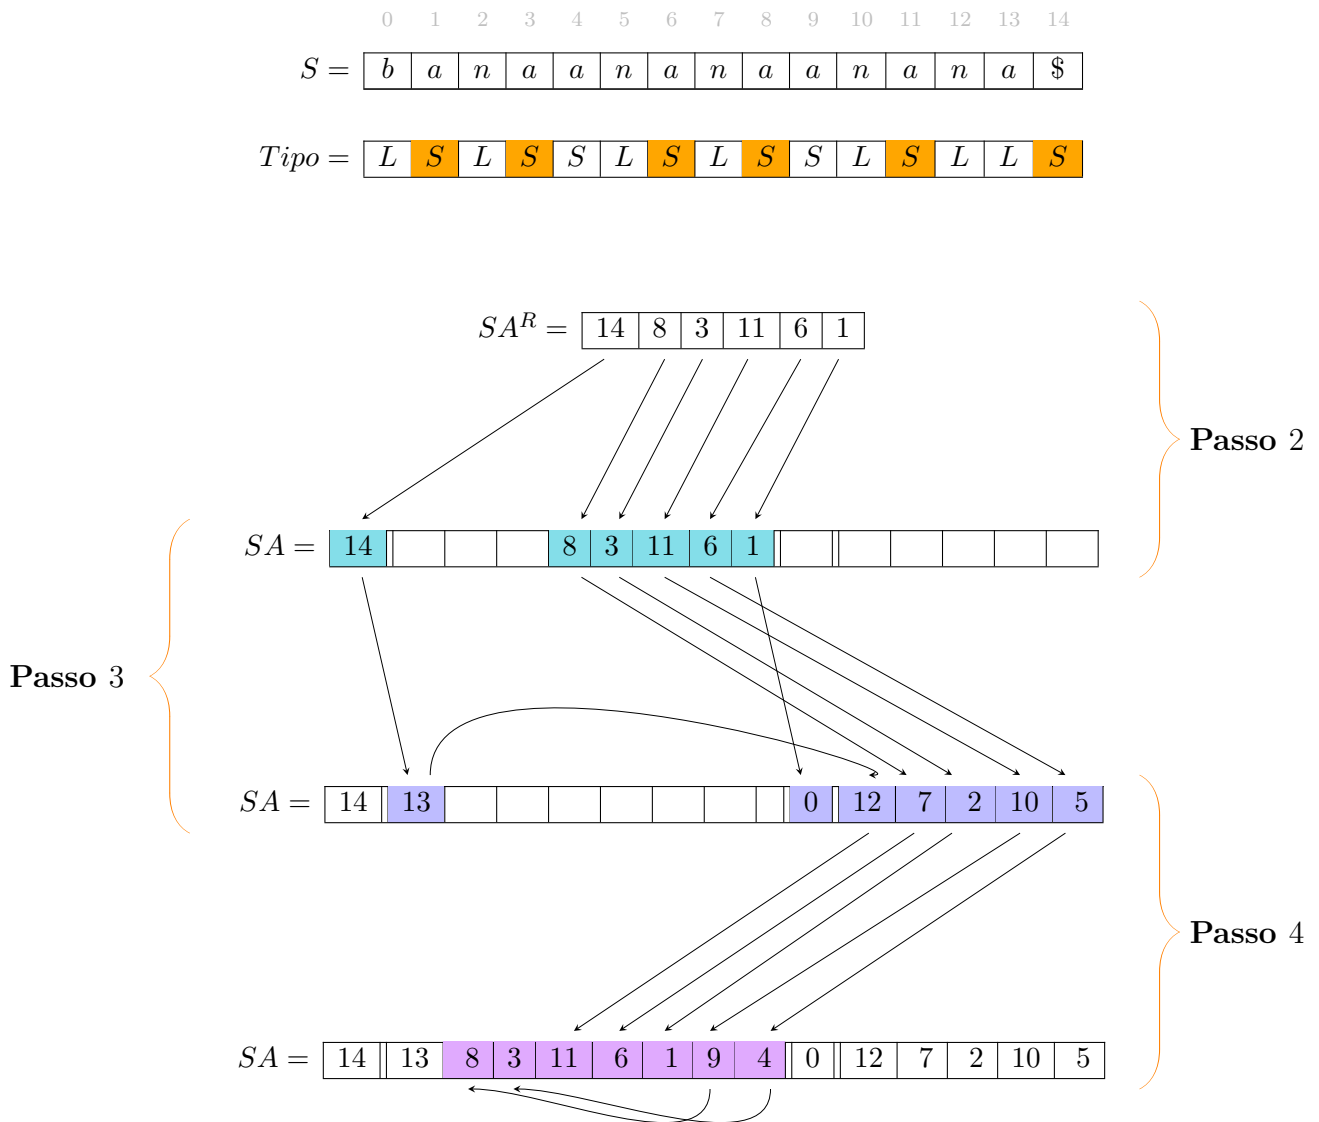 0 1 2 3 4 5 6 7 8 9 10 11 12 13 14
S = b a n a a n a n a a n a n a $
Tipo = L S L S S L S L S S L S L L S
SA^R = 14 8 3 11 6 1
Passo 2
SA = 14 8 3 11 6 1
Passo 3
SA = 14 13 0 12 7 2 10 5
Passo 4
SA = 14 13 8 3 11 6 1 9 4 0 12 7 2 10 5